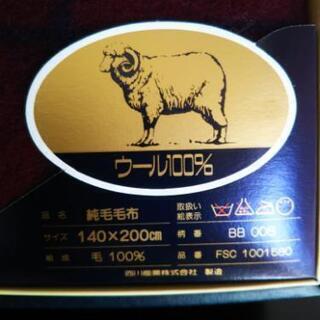 ウール100%
品名 純毛毛布
取扱い
絵表示
サイズ 140×200cm
柄番 BB 008
組成 毛 100%
品番 FSC 1001580
西川産業株式会社 製造